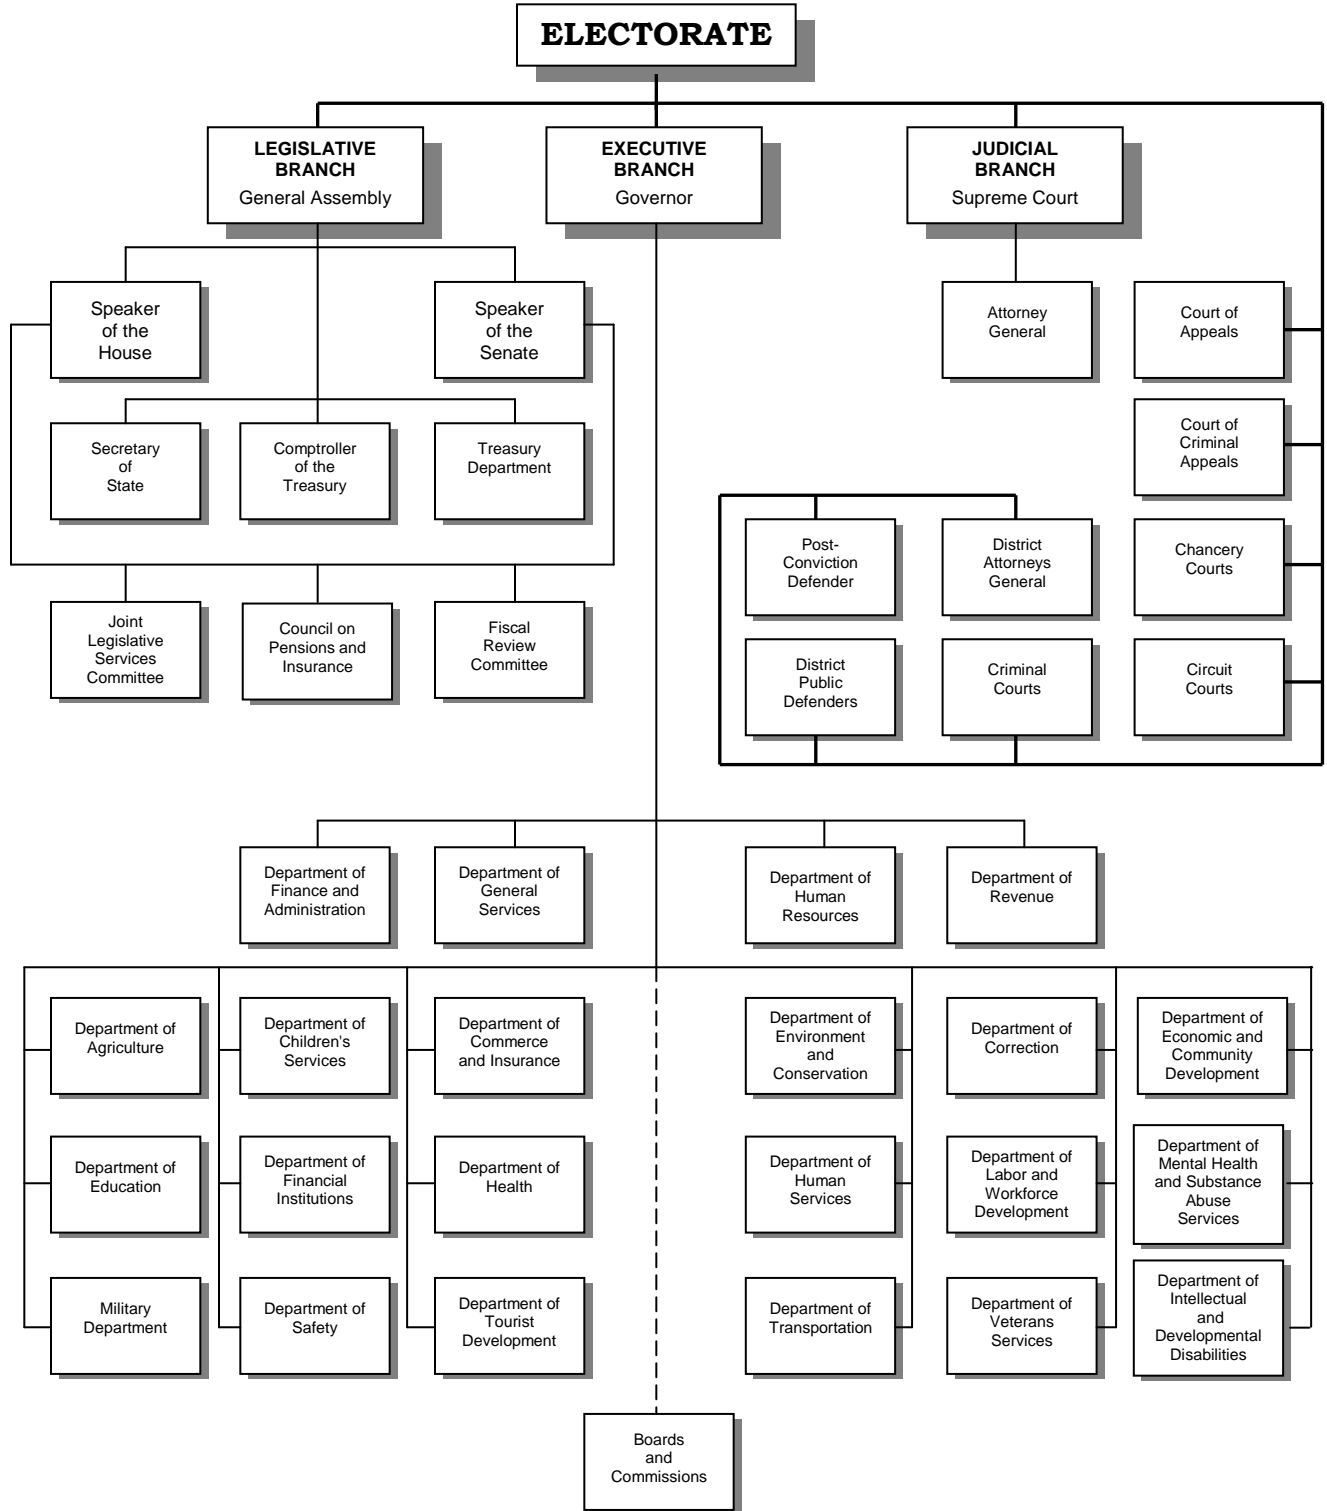 ELECTORATE
LEGISLATIVE
BRANCH
General Assembly
EXECUTIVE
BRANCH
Governor
JUDICIAL
BRANCH
Supreme Court
Speaker
of the
House
Speaker
of the
Senate
Attorney
General
Court of
Appeals
Secretary
of
State
Comptroller
of the
Treasury
Treasury
Department
Court of
Criminal
Appeals
Post-
Conviction
Defender
District
Attorneys
General
Chancery
Courts
Joint
Legislative
Services
Committee
Council on
Pensions and
Insurance
Fiscal
Review
Committee
District
Public
Defenders
Criminal
Courts
Circuit
Courts
Department of
Finance and
Administration
Department of
General
Services
Department of
Human
Resources
Department of
Revenue
Department of
Agriculture
Department of
Children's
Services
Department of
Commerce
and Insurance
Department of
Environment
and
Conservation
Department of
Correction
Department of
Economic and
Community
Development
Department of
Education
Department of
Financial
Institutions
Department of
Health
Department of
Human
Services
Department of
Labor and
Workforce
Development
Department of
Mental Health
and Substance
Abuse
Services
Military
Department
Department of
Safety
Department of
Tourist
Development
Department of
Transportation
Department of
Veterans
Services
Department of
Intellectual
and
Developmental
Disabilities
Boards
and
Commissions